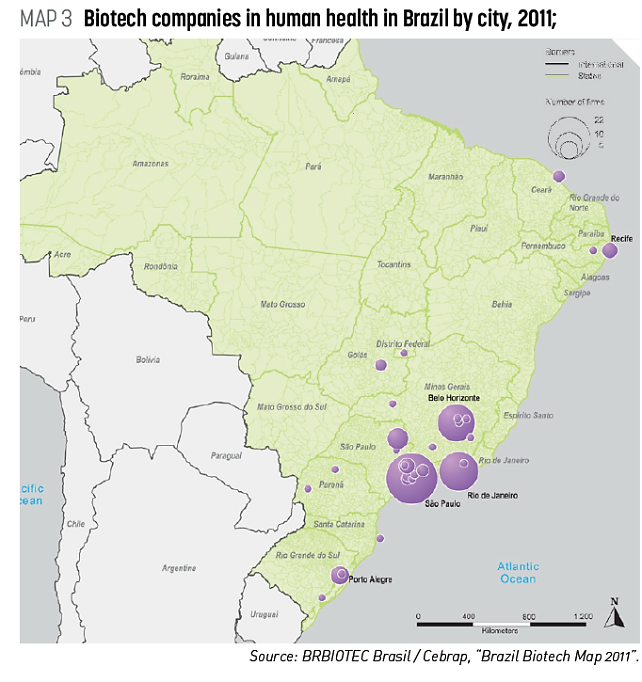 MAP 3 Biotech companies in human health in Brazil by city, 2011;
Borders
International
States
Number of firms
22
10
5
ômbia
Guiana
Francesa
Roraima
Amapá
Amazonas
Pará
Maranhão
Ceará
Rio Grande do
Norte
Paraíba
Recife
Piauí
Pernambuco
Alagoas
Sergipe
Acre
Rondônia
Tocantins
Bahia
Mato Grosso
Peru
Bolivia
Distrito Federal
Goiás
Minas Gerais
Belo Horizonte
Espírito Santo
Mato Grosso do Sul
São Paulo
Rio de Janeiro
Paraguai
Paraná
Rio de Janeiro
São Paulo
cific
cean
Chile
Santa Catarina
Argentina
Rio Grande do Sul
Porto Alegre
Atlantic
Ocean
Uruguai
0 400 800 1.200
Kilometers
N
Source: BRBIOTEC Brasil / Cebrap, "Brazil Biotech Map 2011".